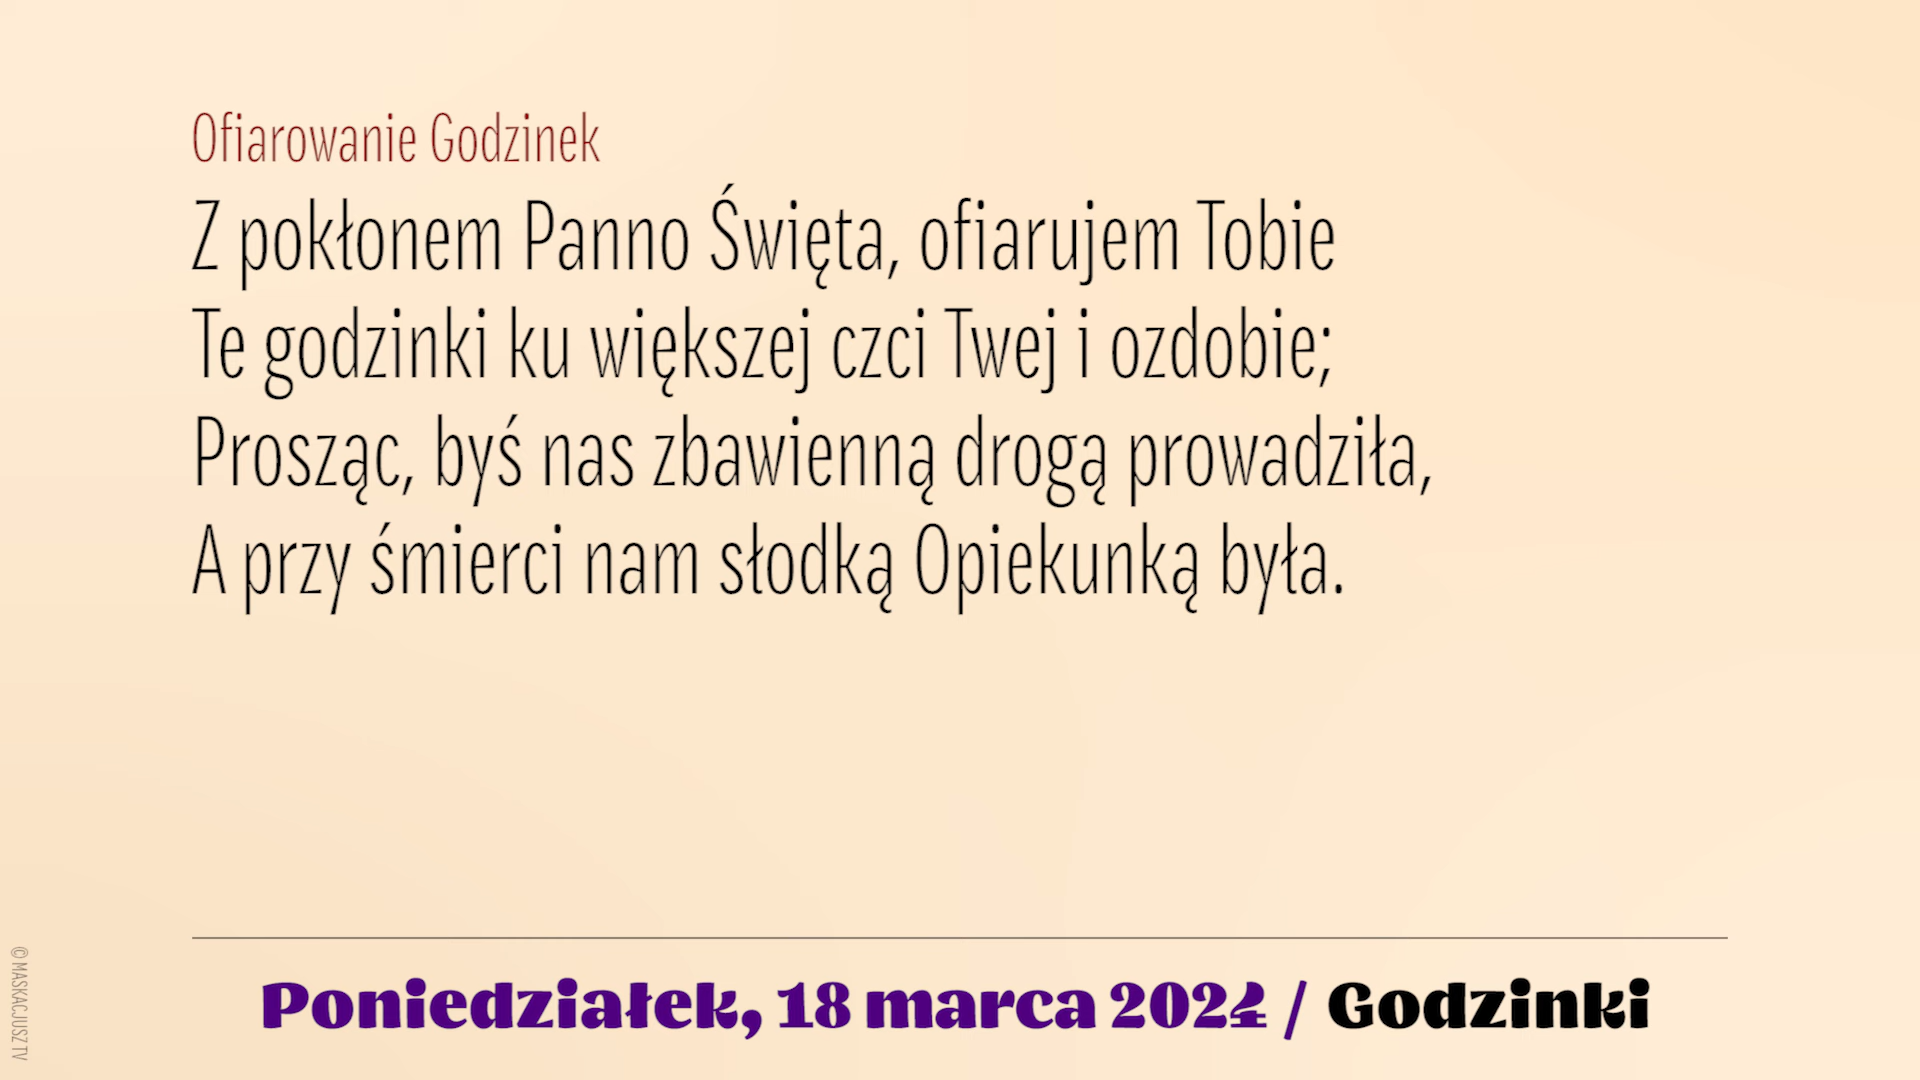 Ofiarowanie Godzinek
Z pokłonem Panno Święta, ofiarujem Tobie
Te godzinki ku większej czci Twej i ozdobie;
Prosząc, byś nas zbawienną drogą prowadziła,
A przy śmierci nam słodką Opiekunką była.
Poniedziałek, 18 marca 2024 / Godzinki
© MASKACJUSZ TV